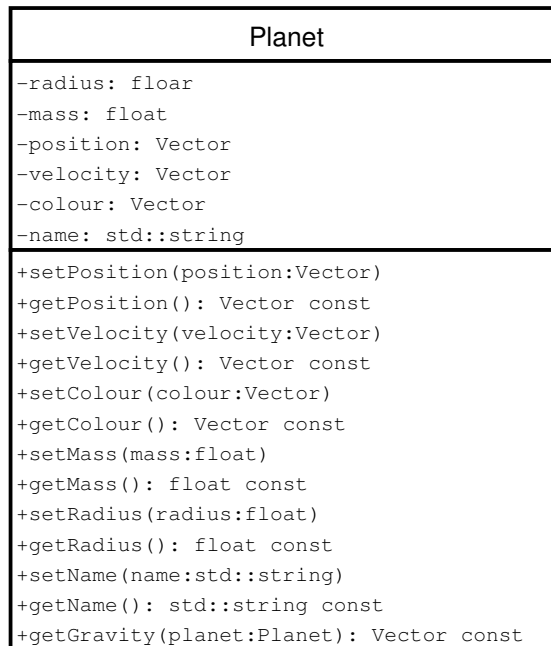 Planet
-radius: floar
-mass: float
-position: Vector
-velocity: Vector
-colour: Vector
-name: std::string
+setPosition(position:Vector)
+getPosition(): Vector const
+setVelocity(velocity:Vector)
+getVelocity(): Vector const
+setColour(colour:Vector)
+getColour(): Vector const
+setMass(mass:float)
+getMass(): float const
+setRadius(radius:float)
+getRadius(): float const
+setName(name:std::string)
+getName(): std::string const
+getGravity(planet:Planet): Vector const